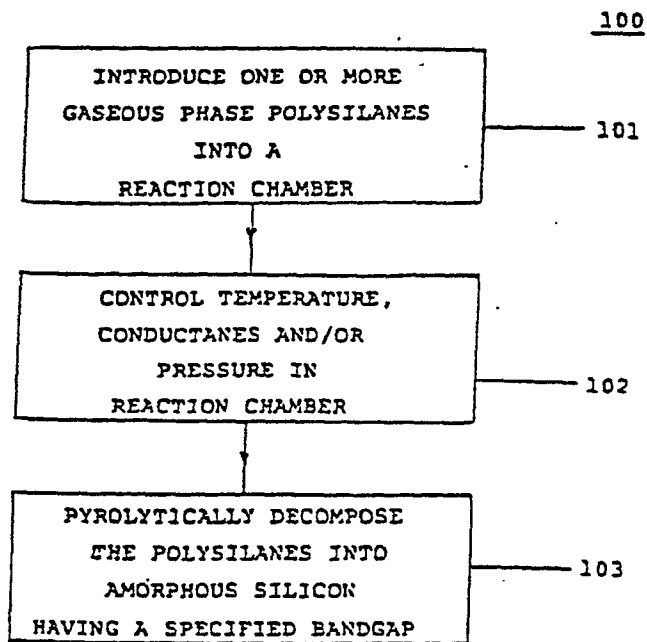 100
INTRODUCE ONE OR MORE
GASEOUS PHASE POLYSILANES
INTO A
REACTION CHAMBER
101
CONTROL TEMPERATURE,
CONDUCTANES AND/OR
PRESSURE IN
REACTION CHAMBER
102
PYROLYTICALLY DECOMPOSE
THE POLYSILANES INTO
AMORPHOUS SILICON
HAVING A SPECIFIED BANDGAP
103